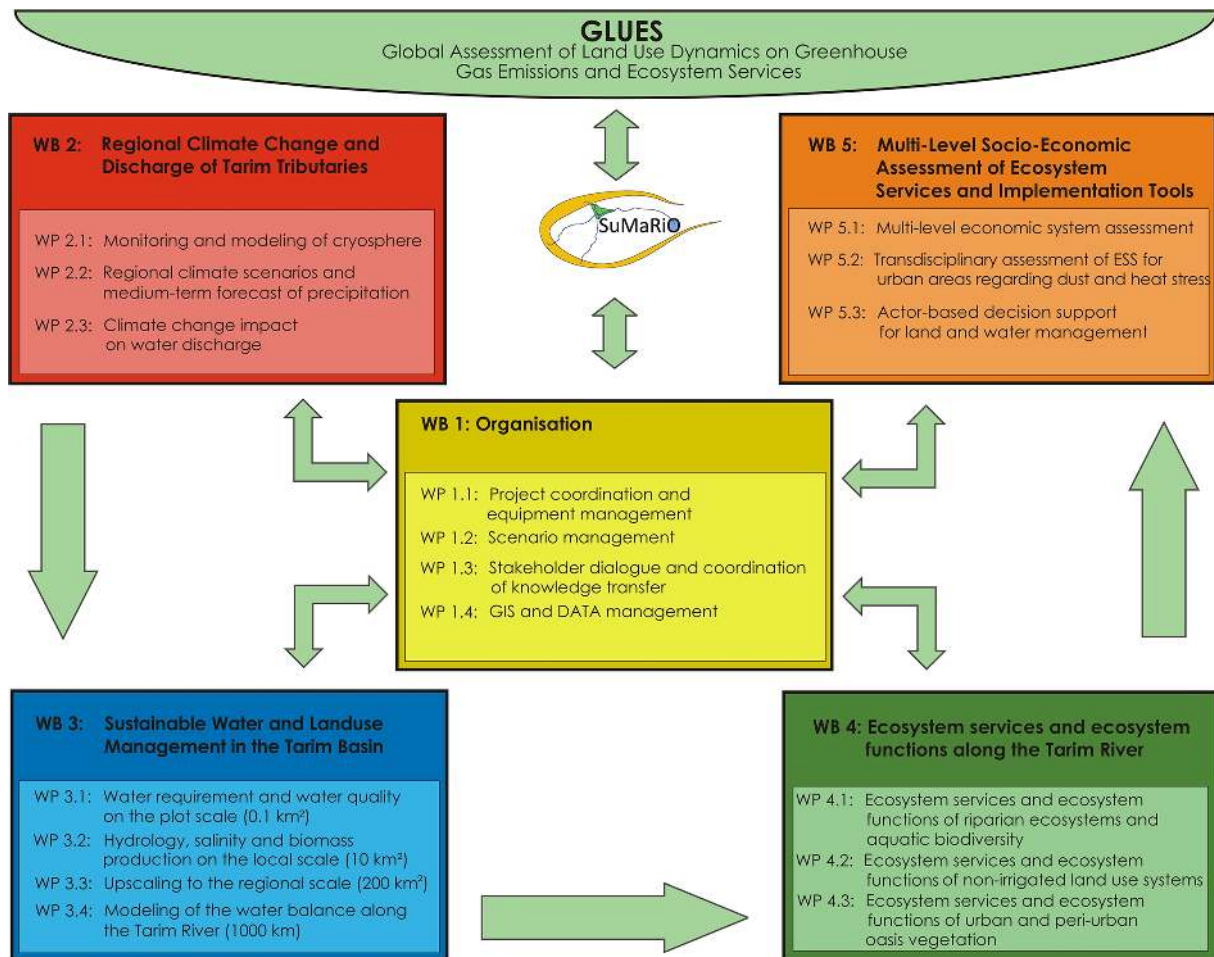 GLUES
Global Assessment of Land Use Dynamics on Greenhouse
Gas Emissions and Ecosystem Services
WB 2: Regional Climate Change and
Discharge of Tarim Tributaries
WP 2.1: Monitoring and modeling of cryosphere
WP 2.2: Regional climate scenarios and
medium-term forecast of precipitation
WP 2.3: Climate change impact
on water discharge
SuMaRiO
WB 5: Multi-Level Socio-Economic
Assessment of Ecosystem
Services and Implementation Tools
WP 5.1: Multi-level economic system assessment
WP 5.2: Transdisciplinary assessment of ESS for
urban areas regarding dust and heat stress
WP 5.3: Actor-based decision support
for land and water management
WB 1: Organisation
WP 1.1: Project coordination and
equipment management
WP 1.2: Scenario management
WP 1.3: Stakeholder dialogue and coordination
of knowledge transfer
WP 1.4: GIS and DATA management
WB 3: Sustainable Water and Landuse
Management in the Tarim Basin
WP 3.1: Water requirement and water quality
on the plot scale (0.1 km²)
WP 3.2: Hydrology, salinity and biomass
production on the local scale (10 km²)
WP 3.3: Upscaling to the regional scale (200 km²)
WP 3.4: Modeling of the water balance along
the Tarim River (1000 km)
WB 4: Ecosystem services and ecosystem
functions along the Tarim River
WP 4.1: Ecosystem services and ecosystem
functions of riparian ecosystems and
aquatic biodiversity
WP 4.2: Ecosystem services and ecosystem
functions of non-irrigated land use systems
WP 4.3: Ecosystem services and ecosystem
functions of urban and peri-urban
oasis vegetation